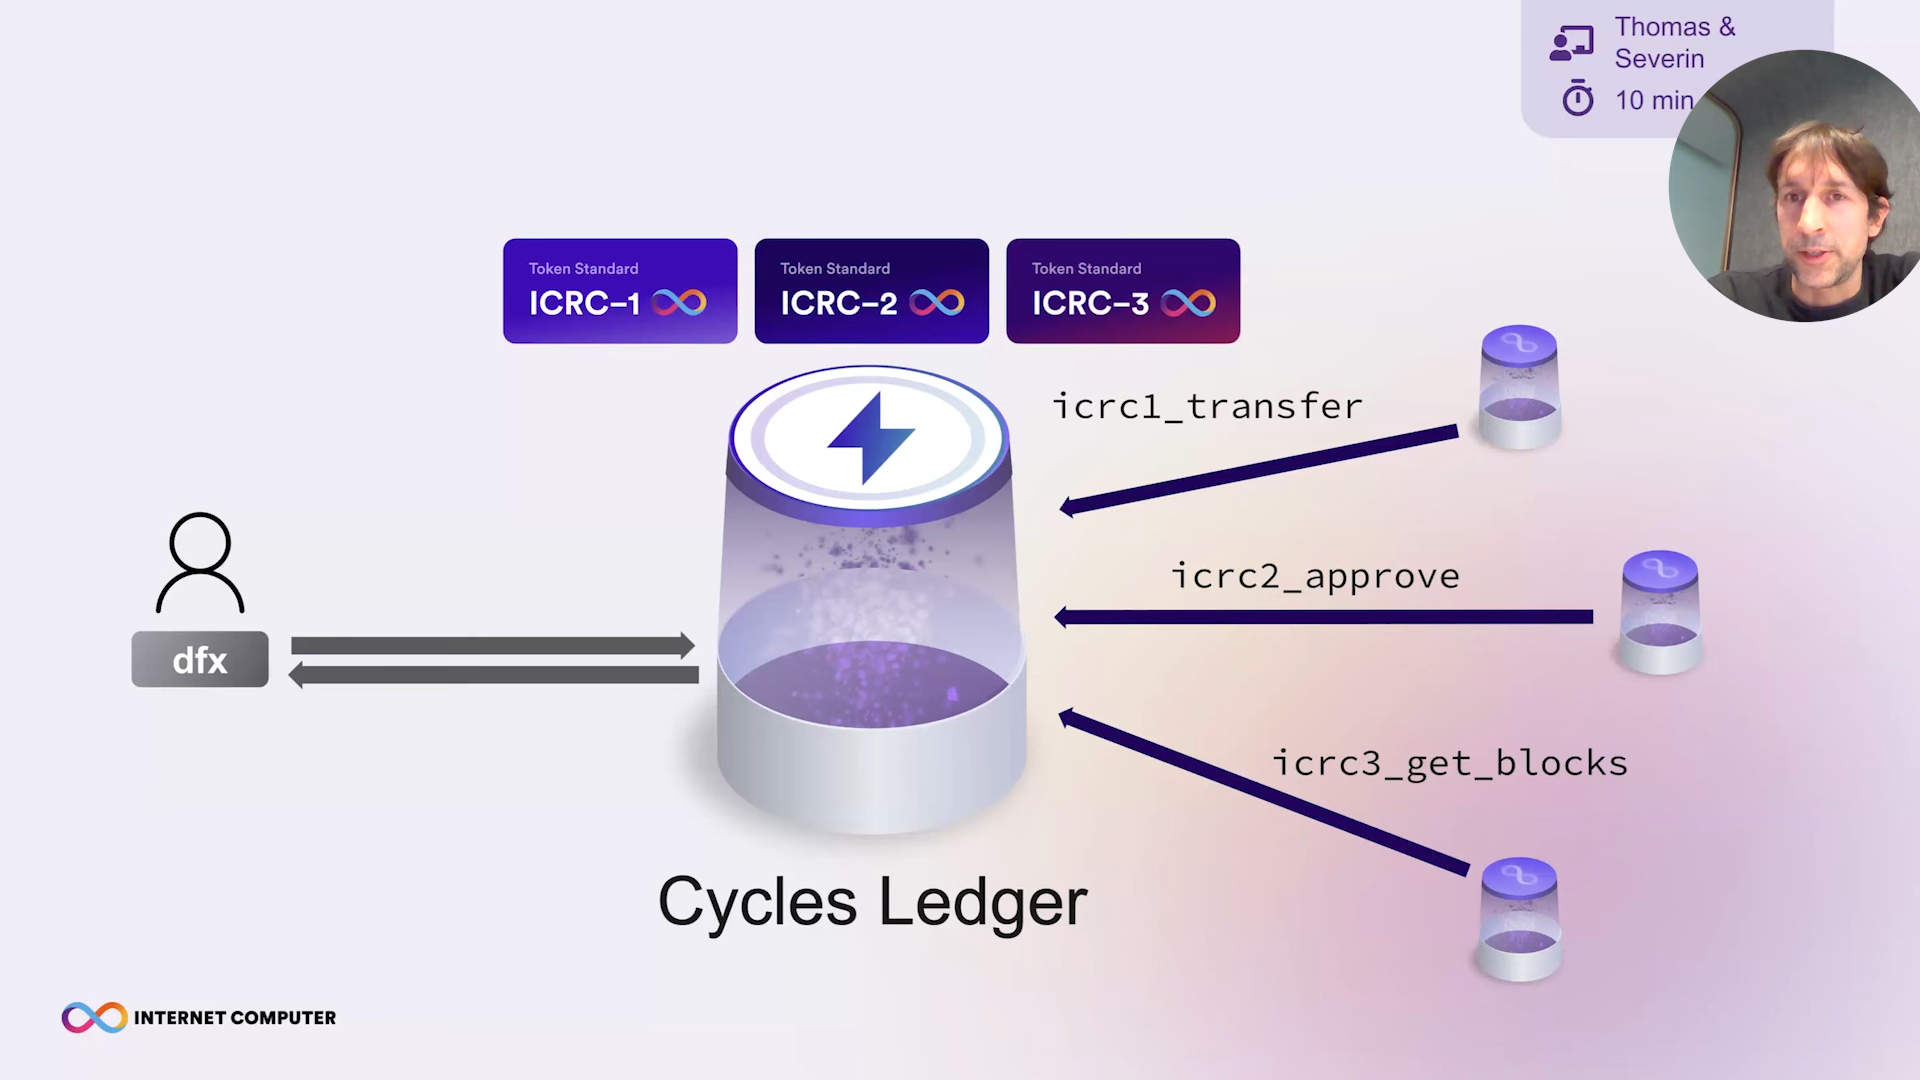 Thomas &
Severin
10 min
Token Standard
ICRC–1
Token Standard
ICRC–2
Token Standard
ICRC–3
icrc1_transfer
icrc2_approve
dfx
icrc3_get_blocks
Cycles Ledger
INTERNET COMPUTER